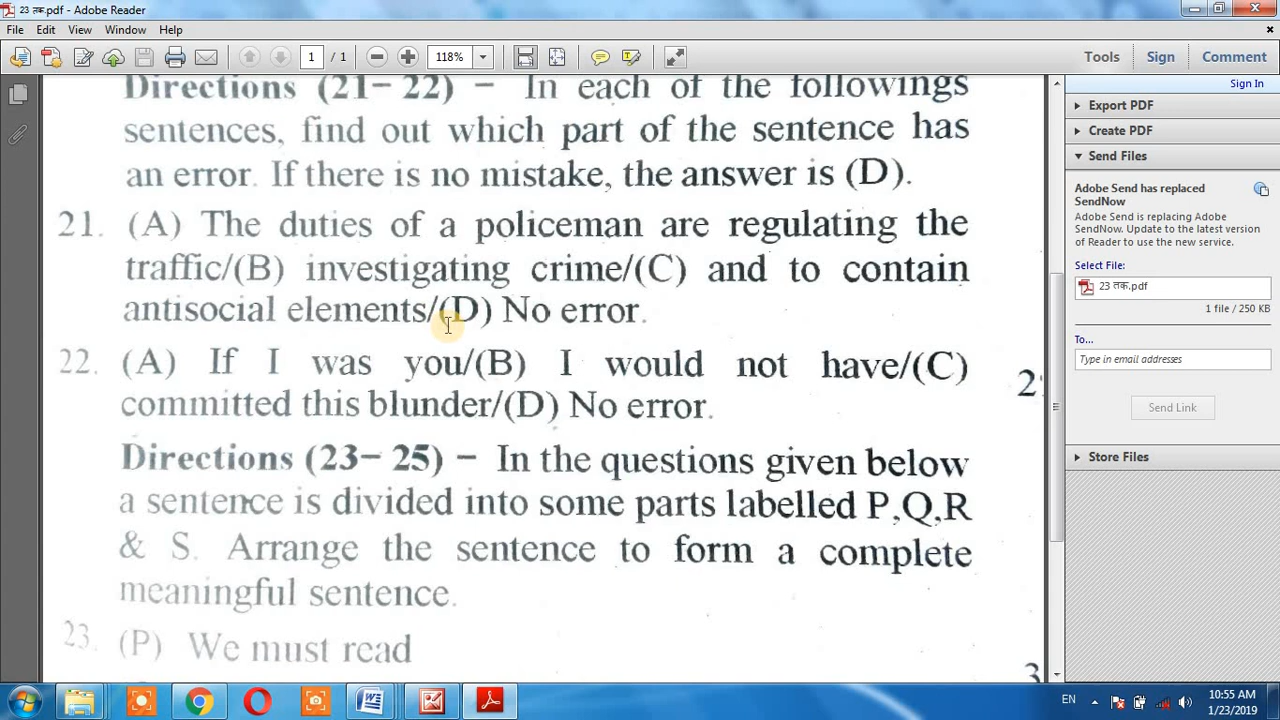 23 तक.pdf - Adobe Reader
File Edit View Window Help
1 / 1 118% Tools Sign Comment
Directions (21– 22) – In each of the followings
sentences, find out which part of the sentence has
an error. If there is no mistake, the answer is (D).
21. (A) The duties of a policeman are regulating the
traffic/(B) investigating crime/(C) and to contain
antisocial elements/(D) No error.
22. (A) If I was you/(B) I would not have/(C)
committed this blunder/(D) No error.
Directions (23– 25) – In the questions given below
a sentence is divided into some parts labelled P,Q,R
& S. Arrange the sentence to form a complete
meaningful sentence.
23. (P) We must read
Sign In
Export PDF
Create PDF
Send Files
Adobe Send has replaced
SendNow
Adobe Send is replacing Adobe
SendNow. Update to the latest version
of Reader to use the new service.
Select File:
23 तक.pdf
1 file / 250 KB
To...
Type in email addresses
Send Link
Store Files
EN
10:55 AM
1/23/2019